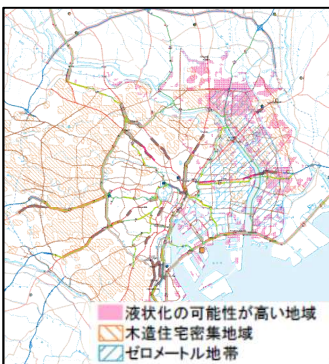 液状化の可能性が高い地域
木造住宅密集地域
ゼロメートル地帯